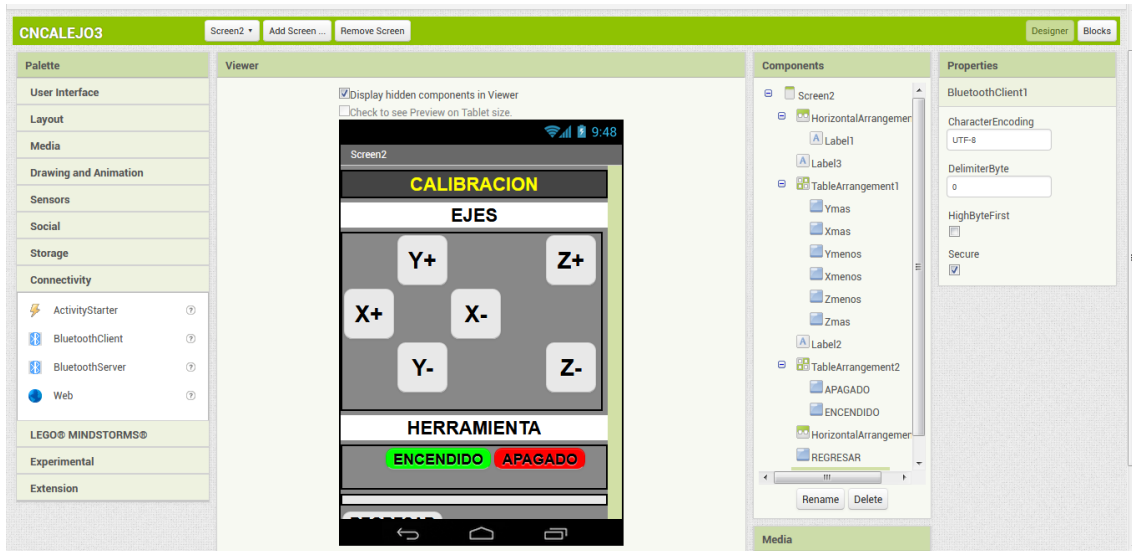 CNCALEJO3
Screen2
Add Screen ...
Remove Screen
Designer
Blocks
Palette
User Interface
Layout
Media
Drawing and Animation
Sensors
Social
Storage
Connectivity
ActivityStarter
?
BluetoothClient
?
BluetoothServer
?
Web
?
LEGO® MINDSTORMS®
Experimental
Extension
Viewer
Display hidden components in Viewer
Check to see Preview on Tablet size.
9:48
Screen2
CALIBRACION
EJES
Y+
Z+
X+
X-
Y-
Z-
HERRAMIENTA
ENCENDIDO
APAGADO
Components
Screen2
HorizontalArrangemen
Label1
Label3
TableArrangement1
Ymas
Xmas
Ymenos
Xmenos
Zmenos
Zmas
Label2
TableArrangement2
APAGADO
ENCENDIDO
HorizontalArrangemen
REGRESAR
Rename
Delete
Media
Properties
BluetoothClient1
CharacterEncoding
UTF-8
DelimiterByte
0
HighByteFirst
Secure